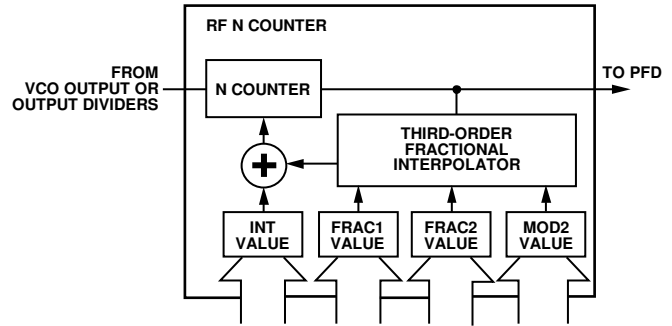 RF N COUNTER
FROM
VCO OUTPUT OR
OUTPUT DIVIDERS
N COUNTER
TO PFD
THIRD-ORDER
FRACTIONAL
INTERPOLATOR
+
INT
VALUE
FRAC1
VALUE
FRAC2
VALUE
MOD2
VALUE